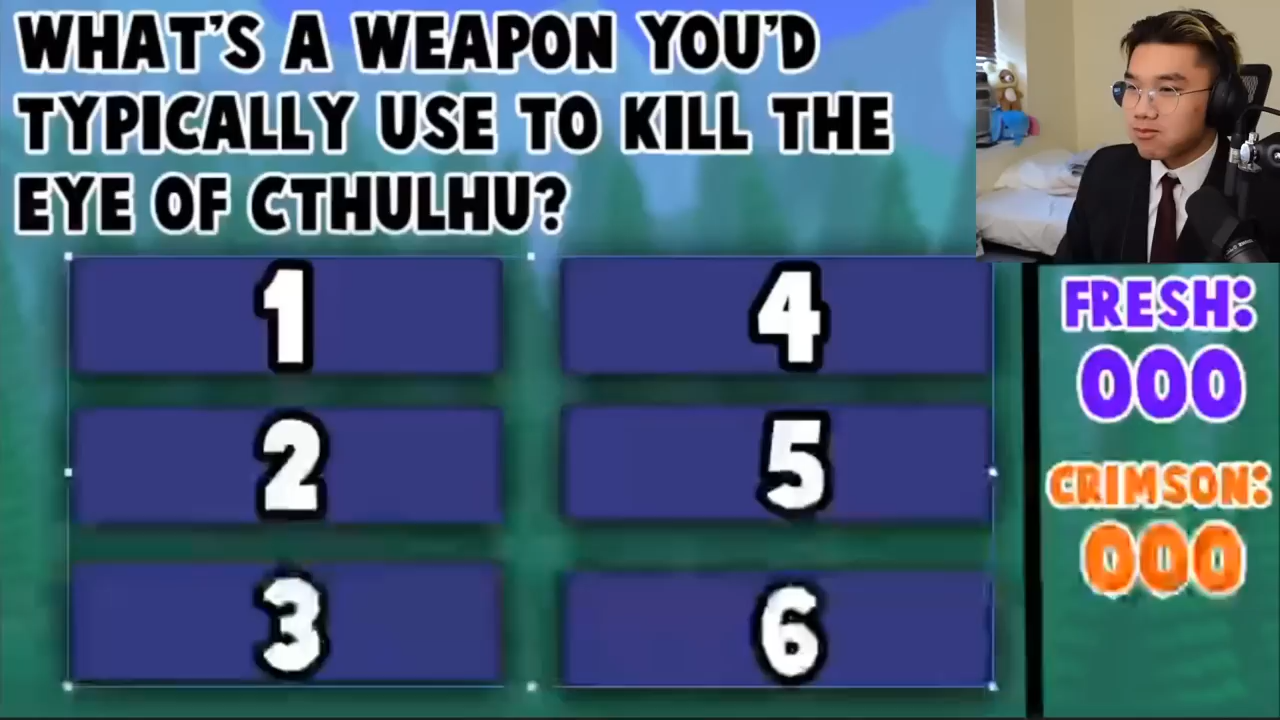 WHAT'S A WEAPON YOU'D
TYPICALLY USE TO KILL THE
EYE OF CTHULHU?
1
2
3
4
5
6
FRESH:
000
CRIMSON:
000